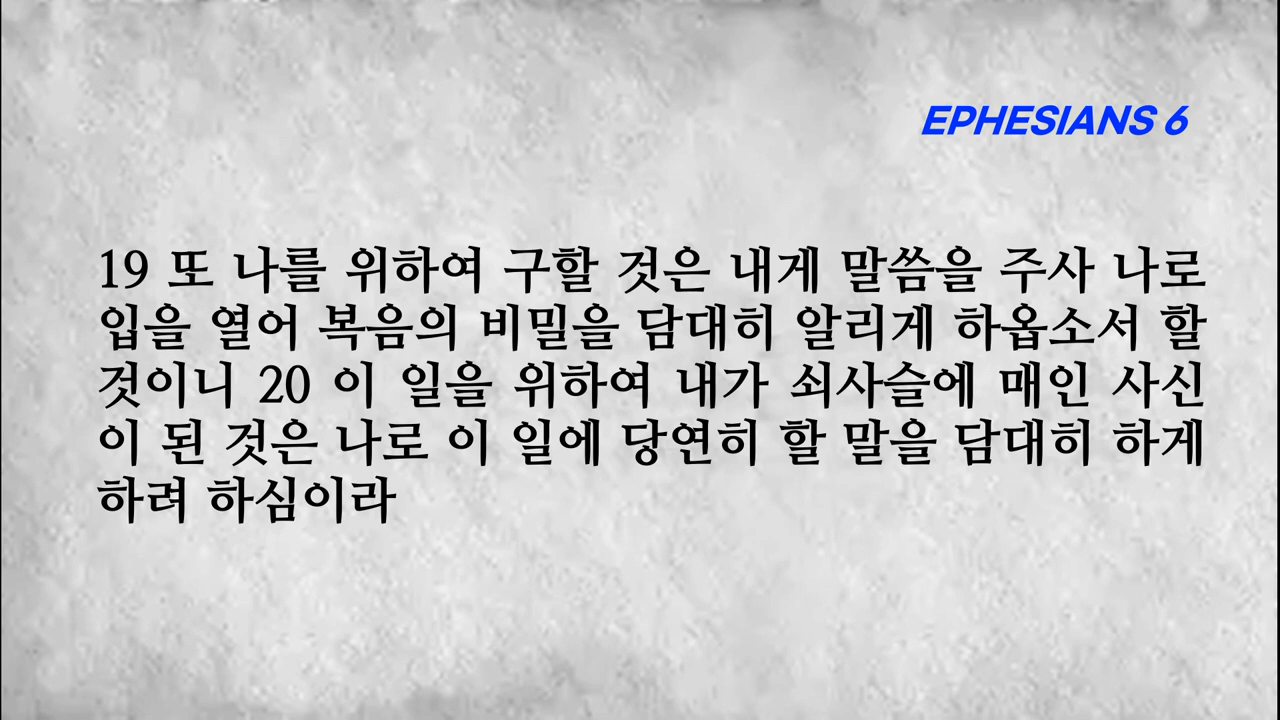 EPHESIANS 6
19 또 나를 위하여 구할 것은 내게 말씀을 주사 나로
입을 열어 복음의 비밀을 담대히 알리게 하옵소서 할
것이니 20 이 일을 위하여 내가 쇠사슬에 매인 사신
이 된 것은 나로 이 일에 당연히 할 말을 담대히 하게
하려 하심이라